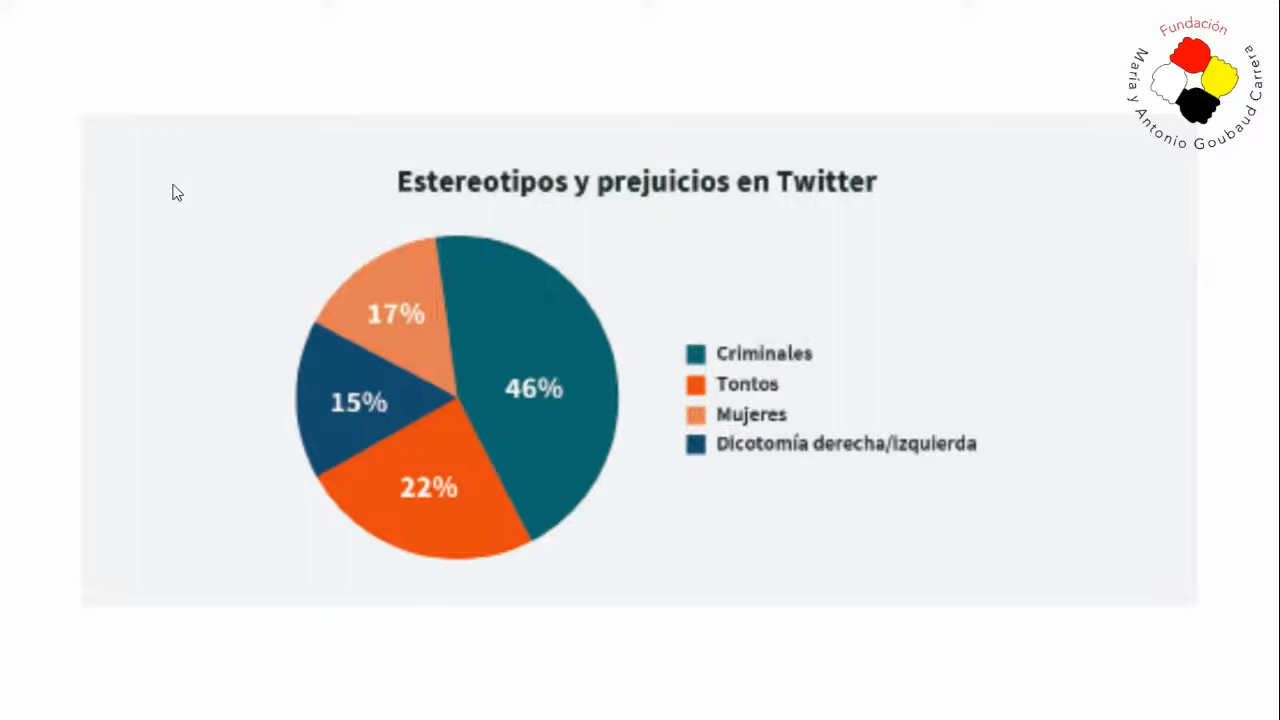 Fundación
María y Antonio Goubaud Carrera
Estereotipos y prejuicios en Twitter
17%
46%
15%
22%
Criminales
Tontos
Mujeres
Dicotomía derecha/izquierda